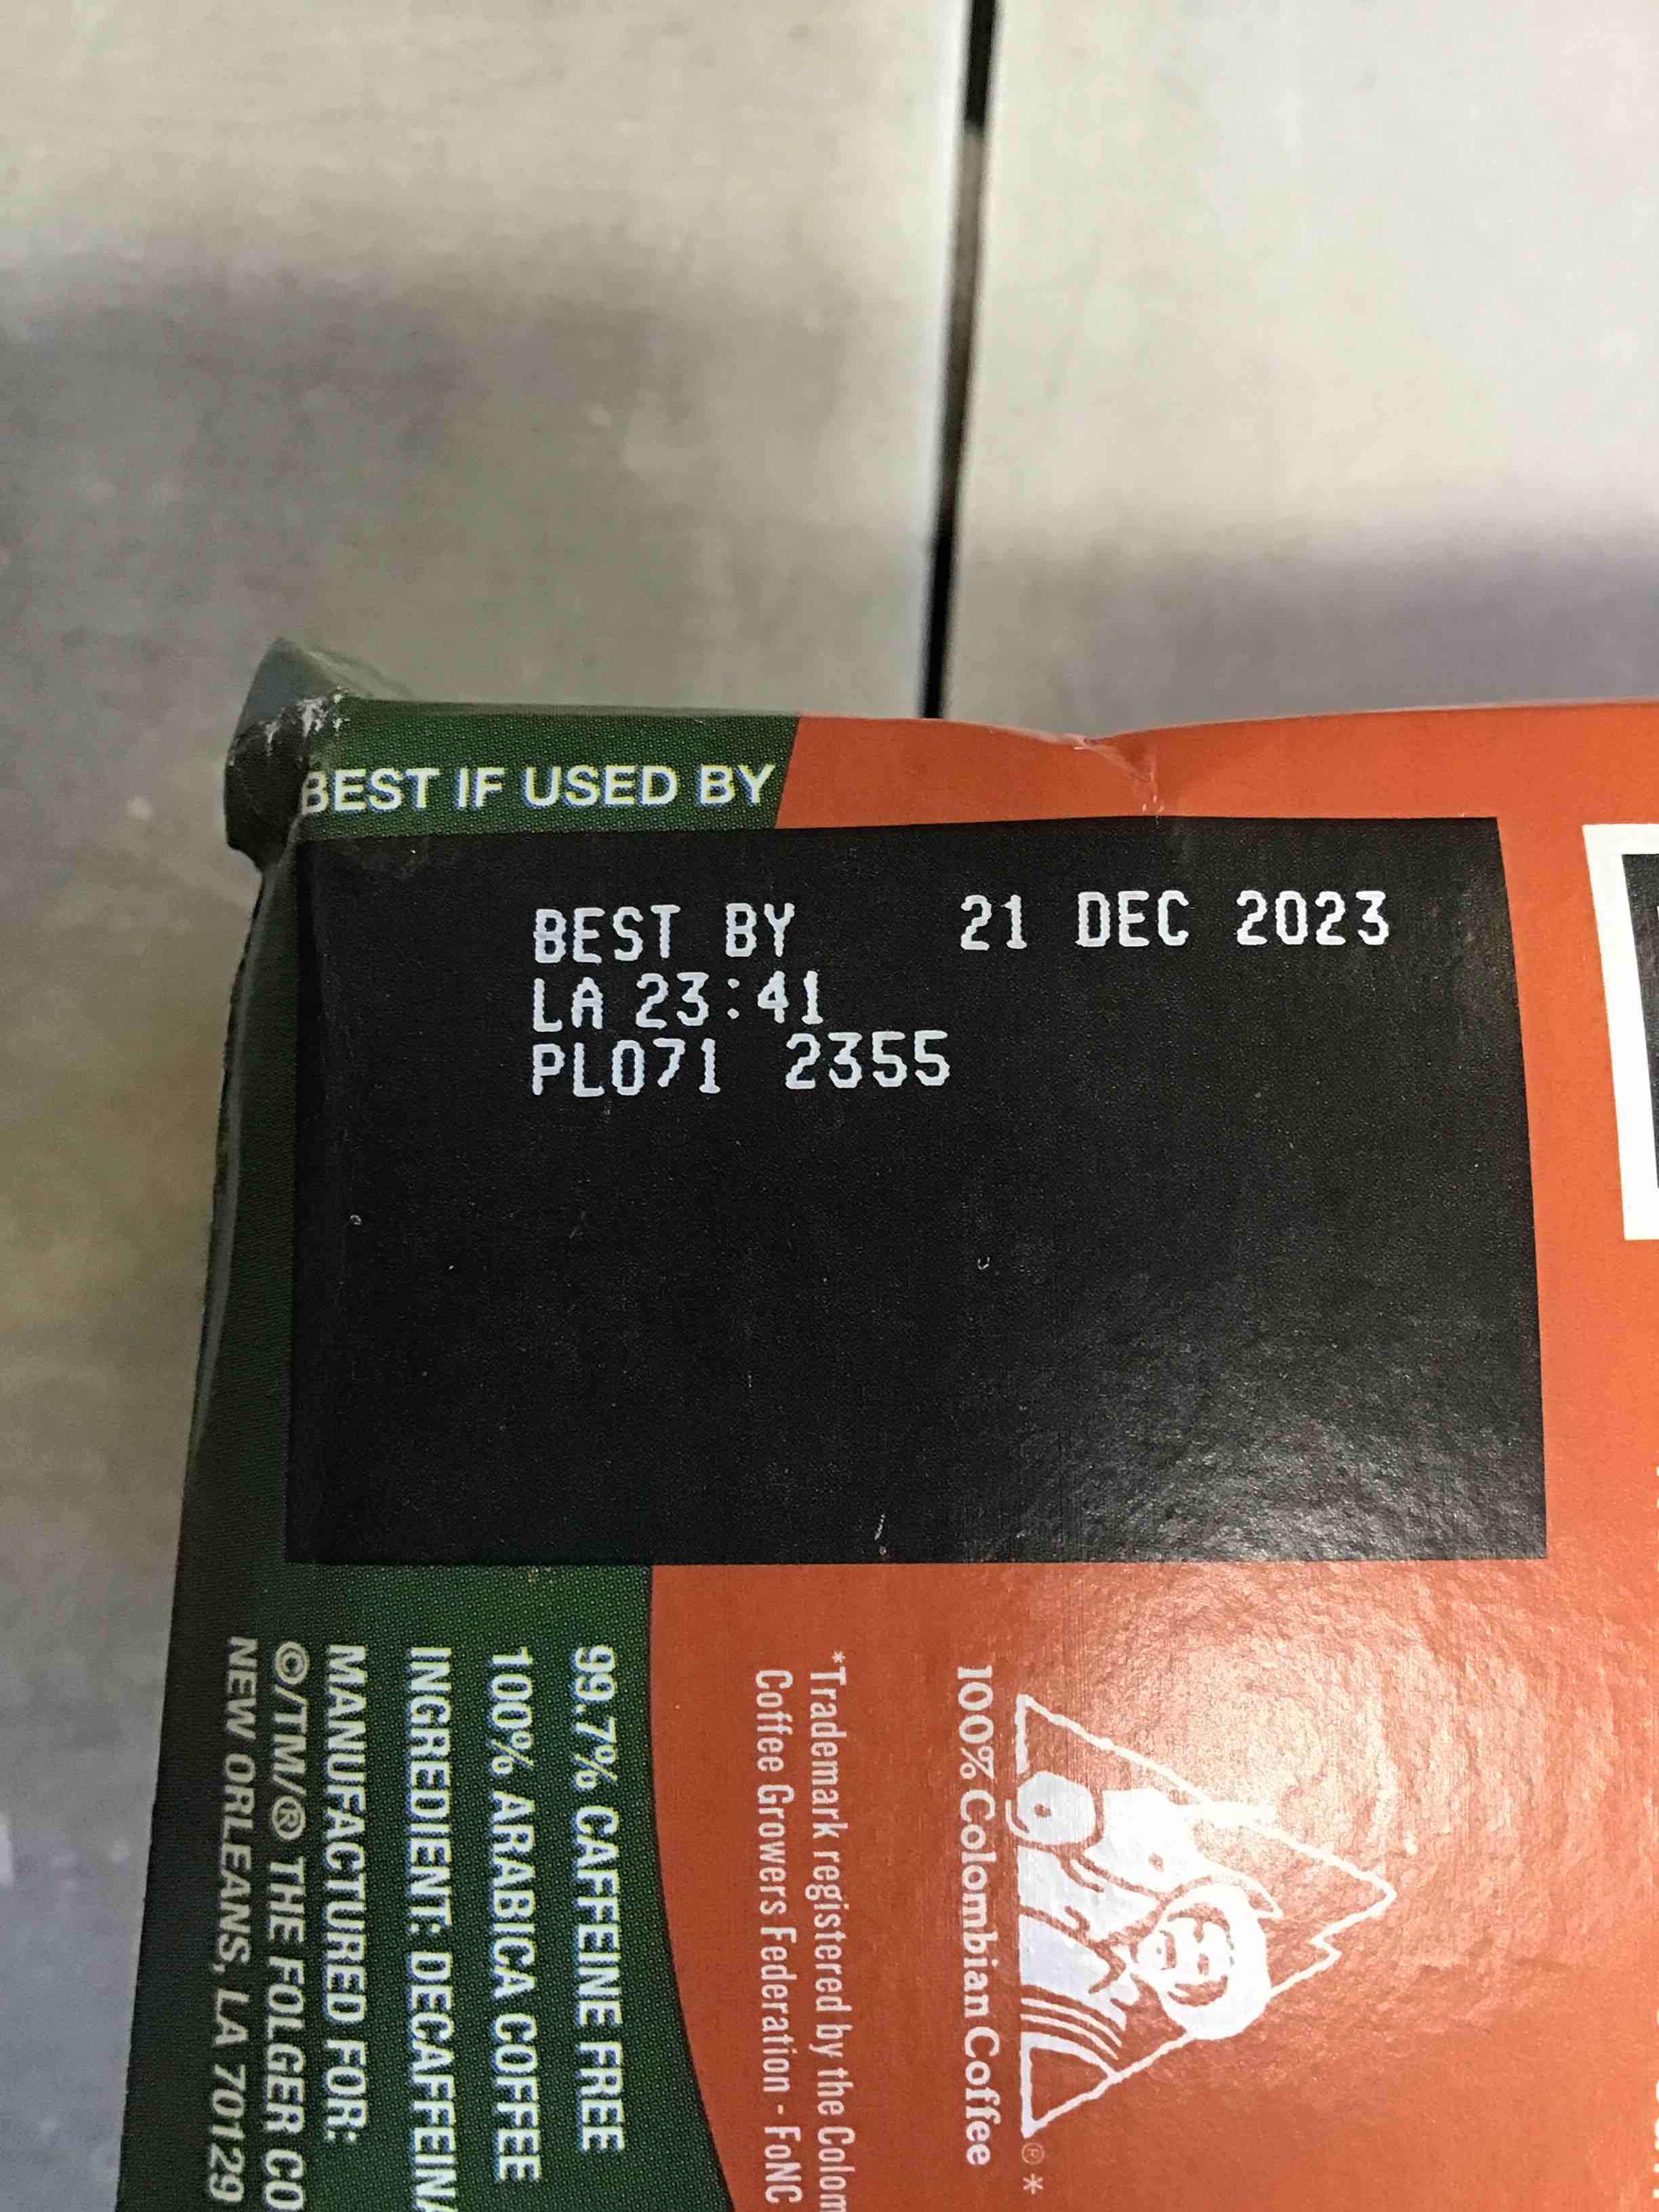 BEST IF USED BY
BEST BY 21 DEC 2023
LA 23:41
PL071 2355
100% Colombian Coffee
®*
*Trademark registered by the
Coffee Growers Federation - FoNC
99.7% CAFFEINE FREE
100% ARABICA COFFEE
INGREDIENT:
MANUFACTURED FOR:
©/TM/® THE FOLGER CO
NEW ORLEANS, LA 70129